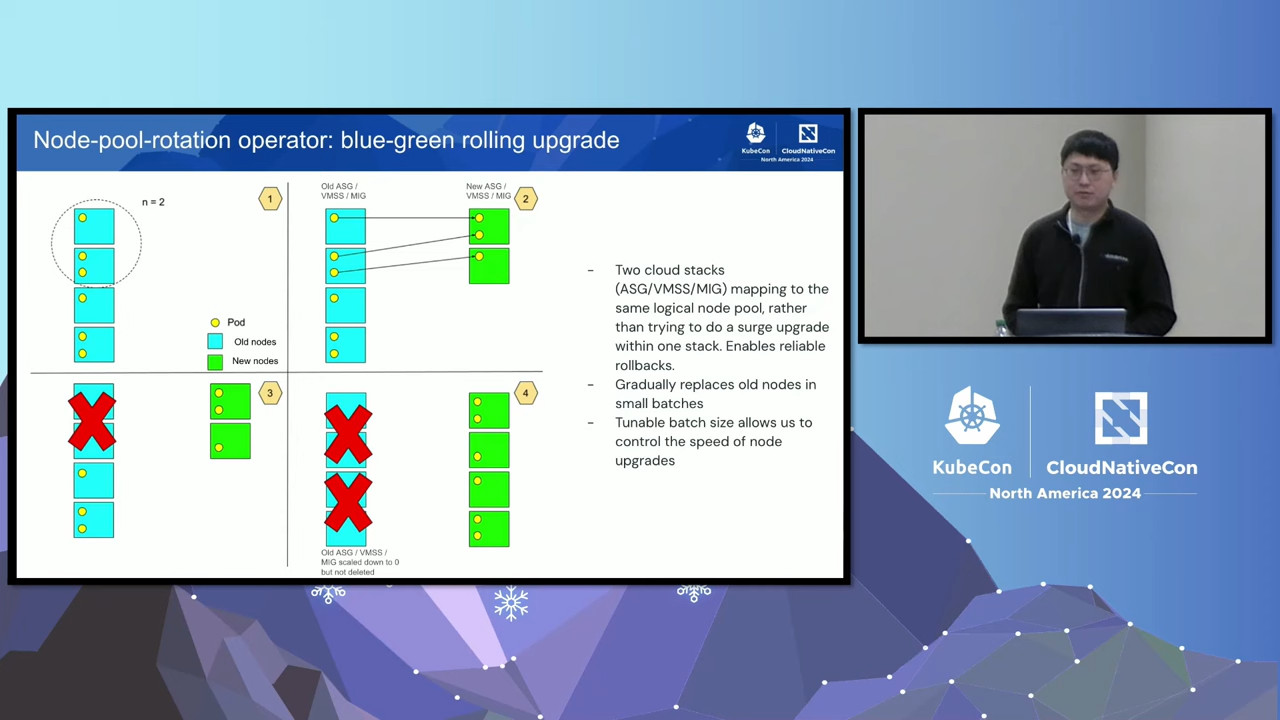 Node-pool-rotation operator: blue-green rolling upgrade
KubeCon
CloudNativeCon
North America 2024
n = 2
1
Old ASG /
VMSS / MIG
New ASG /
VMSS / MIG
2
Pod
Old nodes
New nodes
3
4
Old ASG / VMSS /
MIG scaled down to 0
but not deleted
- Two cloud stacks
(ASG/VMSS/MIG) mapping to the
same logical node pool, rather
than trying to do a surge upgrade
within one stack. Enables reliable
rollbacks.
- Gradually replaces old nodes in
small batches
- Tunable batch size allows us to
control the speed of node
upgrades
KubeCon
CloudNativeCon
North America 2024